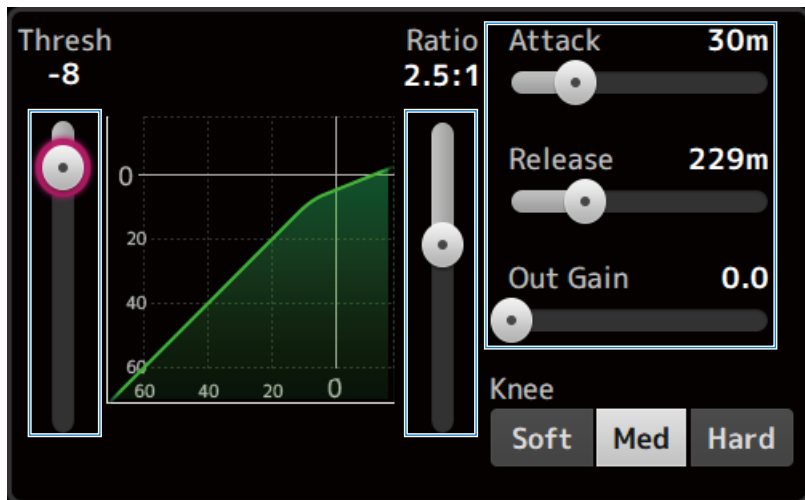 Thresh
-8
Ratio
2.5:1
0
20
40
60
60 40 20 0
Attack 30m
Release 229m
Out Gain 0.0
Knee
Soft Med Hard